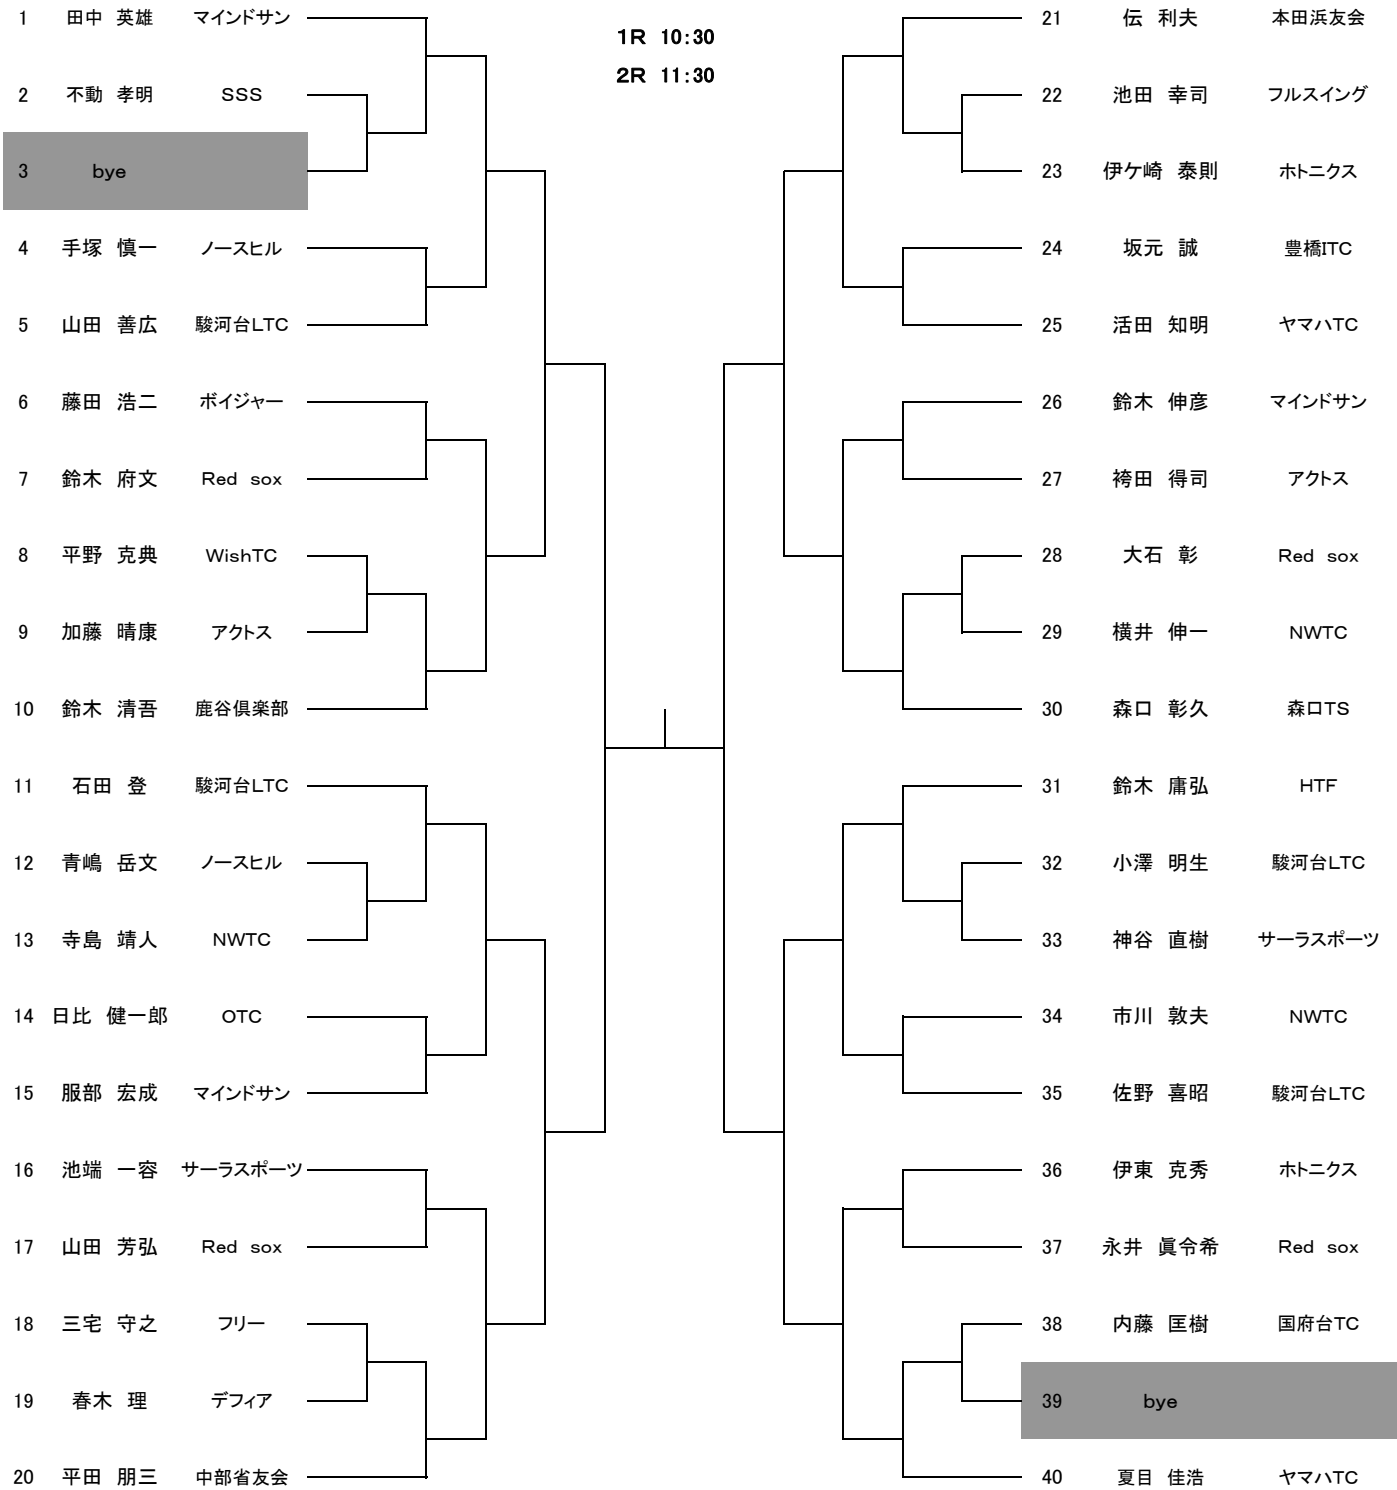 1R 10:30
2R 11:30
1 田中 英雄 マインドサン
2 不動 孝明 SSS
3 bye
4 手塚 慎一 ノースヒル
5 山田 善広 駿河台LTC
6 藤田 浩二 ボイジャー
7 鈴木 府文 Red sox
8 平野 克典 WishTC
9 加藤 晴康 アクトス
10 鈴木 清吾 鹿谷倶楽部
11 石田 登 駿河台LTC
12 青嶋 岳文 ノースヒル
13 寺島 靖人 NWTC
14 日比 健一郎 OTC
15 服部 宏成 マインドサン
16 池端 一容 サーラスポーツ
17 山田 芳弘 Red sox
18 三宅 守之 フリー
19 春木 理 デフィア
20 平田 朋三 中部省友会
21 伝 利夫 本田浜友会
22 池田 幸司 フルスイング
23 伊ケ崎 泰則 ホトニクス
24 坂元 誠 豊橋ITC
25 活田 知明 ヤマハTC
26 鈴木 伸彦 マインドサン
27 袴田 得司 アクトス
28 大石 彰 Red sox
29 横井 伸一 NWTC
30 森口 彰久 森口TS
31 鈴木 庸弘 HTF
32 小澤 明生 駿河台LTC
33 神谷 直樹 サーラスポーツ
34 市川 敦夫 NWTC
35 佐野 喜昭 駿河台LTC
36 伊東 克秀 ホトニクス
37 永井 眞令希 Red sox
38 内藤 匡樹 国府台TC
39 bye
40 夏目 佳浩 ヤマハTC